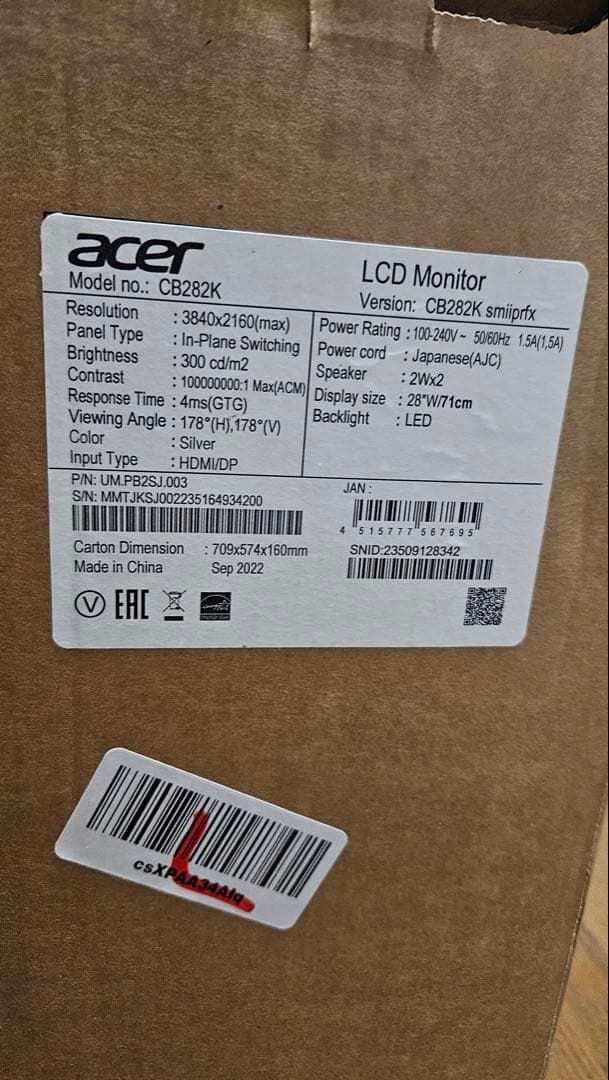 acer
Model no.: CB282K
LCD Monitor
Version: CB282K smiiprfx
Resolution : 3840x2160(max)
Panel Type : In-Plane Switching
Brightness : 300 cd/m2
Contrast : 100000000:1 Max(ACM)
Response Time : 4ms(GTG)
Viewing Angle : 178°(H),178°(V)
Color : Silver
Input Type : HDMI/DP
Power Rating : 100-240V~ 50/60Hz 1.5A(1,5A)
Power cord : Japanese(AJC)
Speaker : 2Wx2
Display size : 28"W/71cm
Backlight : LED
P/N: UM.PB2SJ.003
S/N: MMTJKSJ002235164934200
JAN :
4 515777 567695
Carton Dimension : 709x574x160mm
Made in China Sep 2022
SNID:23509128342
V EAC
csXPAA34Afq